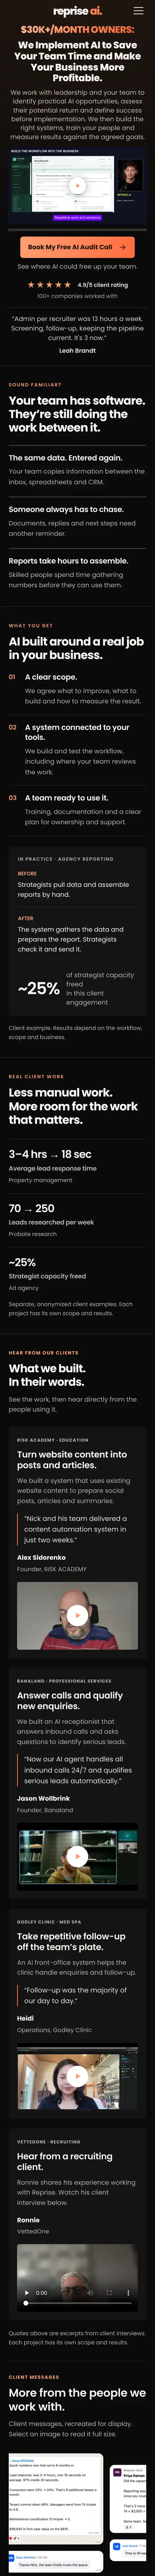 reprise ai.
$30K+/MONTH OWNERS:
We Implement AI to Save
Your Team Time and Make
Your Business More
Profitable.
We work with leadership and your team to
identify practical AI opportunities, assess
their potential return and define success
before implementation. We then build the
right systems, train your people and
measure results against the agreed goals.
BUILD THE WORKFLOW INTO THE BUSINESS
Book My Free AI Audit Call →
See where AI could free up your team.
★★★★★ 4.9/5 client rating
100+ companies worked with
“Admin per recruiter was 13 hours a week.
Screening, follow-up, keeping the pipeline
current. It's 3 now.”
Leah Brandt
SOUND FAMILIAR?
Your team has software.
They’re still doing the
work between it.
The same data. Entered again.
Your team copies information between the
inbox, spreadsheets and CRM.
Someone always has to chase.
Documents, replies and next steps need
another reminder.
Reports take hours to assemble.
Skilled people spend time gathering
numbers before they can use them.
WHAT YOU GET
AI built around a real job
in your business.
01 A clear scope.
We agree what to improve, what to
build and how to measure the result.
02 A system connected to your
tools.
We build and test the workflow,
including where your team reviews
the work.
03 A team ready to use it.
Training, documentation and a clear
plan for ownership and support.
IN PRACTICE · AGENCY REPORTING
BEFORE
Strategists pull data and assemble
reports by hand.
AFTER
The system gathers the data and
prepares the report. Strategists
check it and send it.
~25%
of strategist capacity
freed
in this client
engagement
Client example. Results depend on the workflow,
scope and business.
REAL CLIENT WORK
Less manual work.
More room for the work
that matters.
3–4 hrs → 18 sec
Average lead response time
Property management
70 → 250
Leads researched per week
Probate research
~25%
Strategist capacity freed
Ad agency
Separate, anonymized client examples. Each
project has its own scope and results.
HEAR FROM OUR CLIENTS
What we built.
In their words.
See the work, then hear directly from the
people using it.
RISK ACADEMY · EDUCATION
Turn website content into
posts and articles.
We built a system that uses existing
website content to prepare social
posts, articles and summaries.
“Nick and his team delivered a
content automation system in
just two weeks.”
Alex Sidorenko
Founder, RISK ACADEMY
BANALAND · PROFESSIONAL SERVICES
Answer calls and qualify
new enquiries.
We built an AI receptionist that
answers inbound calls and asks
questions to identify serious leads.
“Now our AI agent handles all
inbound calls 24/7 and qualifies
serious leads automatically.”
Jason Wollbrink
Founder, Banaland
GODLEY CLINIC · MED SPA
Take repetitive follow-up
off the team’s plate.
An AI front-office system helps the
clinic handle enquiries and follow-up.
“Follow-up was the majority of
our day to day.”
Heidi
Operations, Godley Clinic
VETTEDONE · RECRUITING
Hear from a recruiting
client.
Ronnie shares his experience working
with Reprise. Watch his client
interview below.
Ronnie
VettedOne
0:00
Quotes above are excerpts from client interviews.
Each project has its own scope and results.
CLIENT MESSAGES
More from the people we
work with.
Client messages, recreated for display.
Select an image to read it full size.